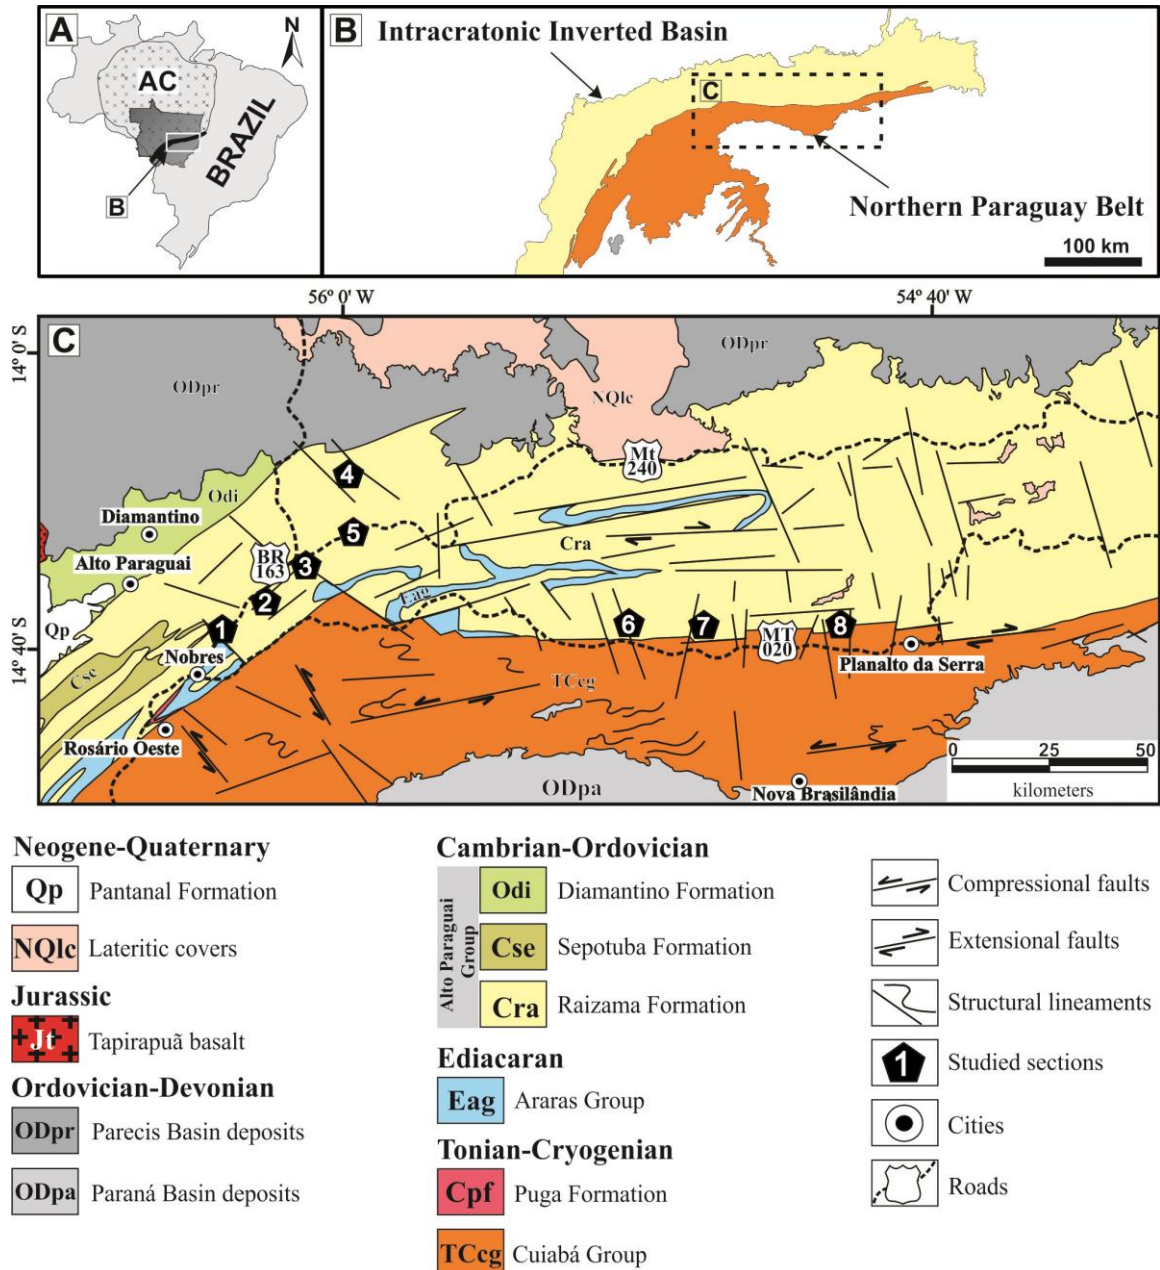 A
N
AC
BRAZIL
B
B
Intracratonic Inverted Basin
C
Northern Paraguay Belt
100 km
56º 0' W
54º 40' W
14º 0' S
14º 40' S
C
ODpr
ODpr
NQlc
Mt
240
4
Odi
Diamantino
5
Cra
BR
163
3
Alto Paraguai
Eag
2
1
6
7
8
Qp
MT
020
Nobres
Planalto da Serra
Cse
TCcg
Rosário Oeste
ODpa
Nova Brasilândia
0 25 50
kilometers
Neogene-Quaternary
Qp Pantanal Formation
NQlc Lateritic covers
Jurassic
Jt Tapirapuã basalt
Ordovician-Devonian
ODpr Parecis Basin deposits
ODpa Paraná Basin deposits
Cambrian-Ordovician
Alto Paraguai
Group
Odi Diamantino Formation
Cse Sepotuba Formation
Cra Raizama Formation
Ediacaran
Eag Araras Group
Tonian-Cryogenian
Cpf Puga Formation
TCcg Cuiabá Group
Compressional faults
Extensional faults
Structural lineaments
1 Studied sections
Cities
Roads